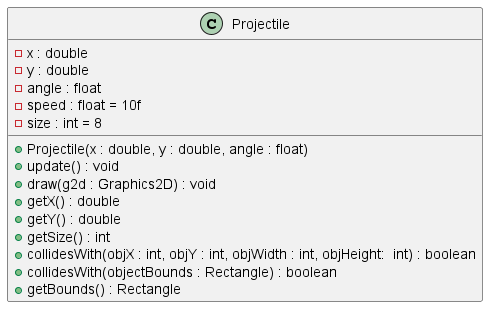 C Projectile
x : double
y : double
angle : float
speed : float = 10f
size : int = 8
Projectile(x : double, y : double, angle : float)
update() : void
draw(g2d : Graphics2D) : void
getX() : double
getY() : double
getSize() : int
collidesWith(objX : int, objY : int, objWidth : int, objHeight:  int) : boolean
collidesWith(objectBounds : Rectangle) : boolean
getBounds() : Rectangle